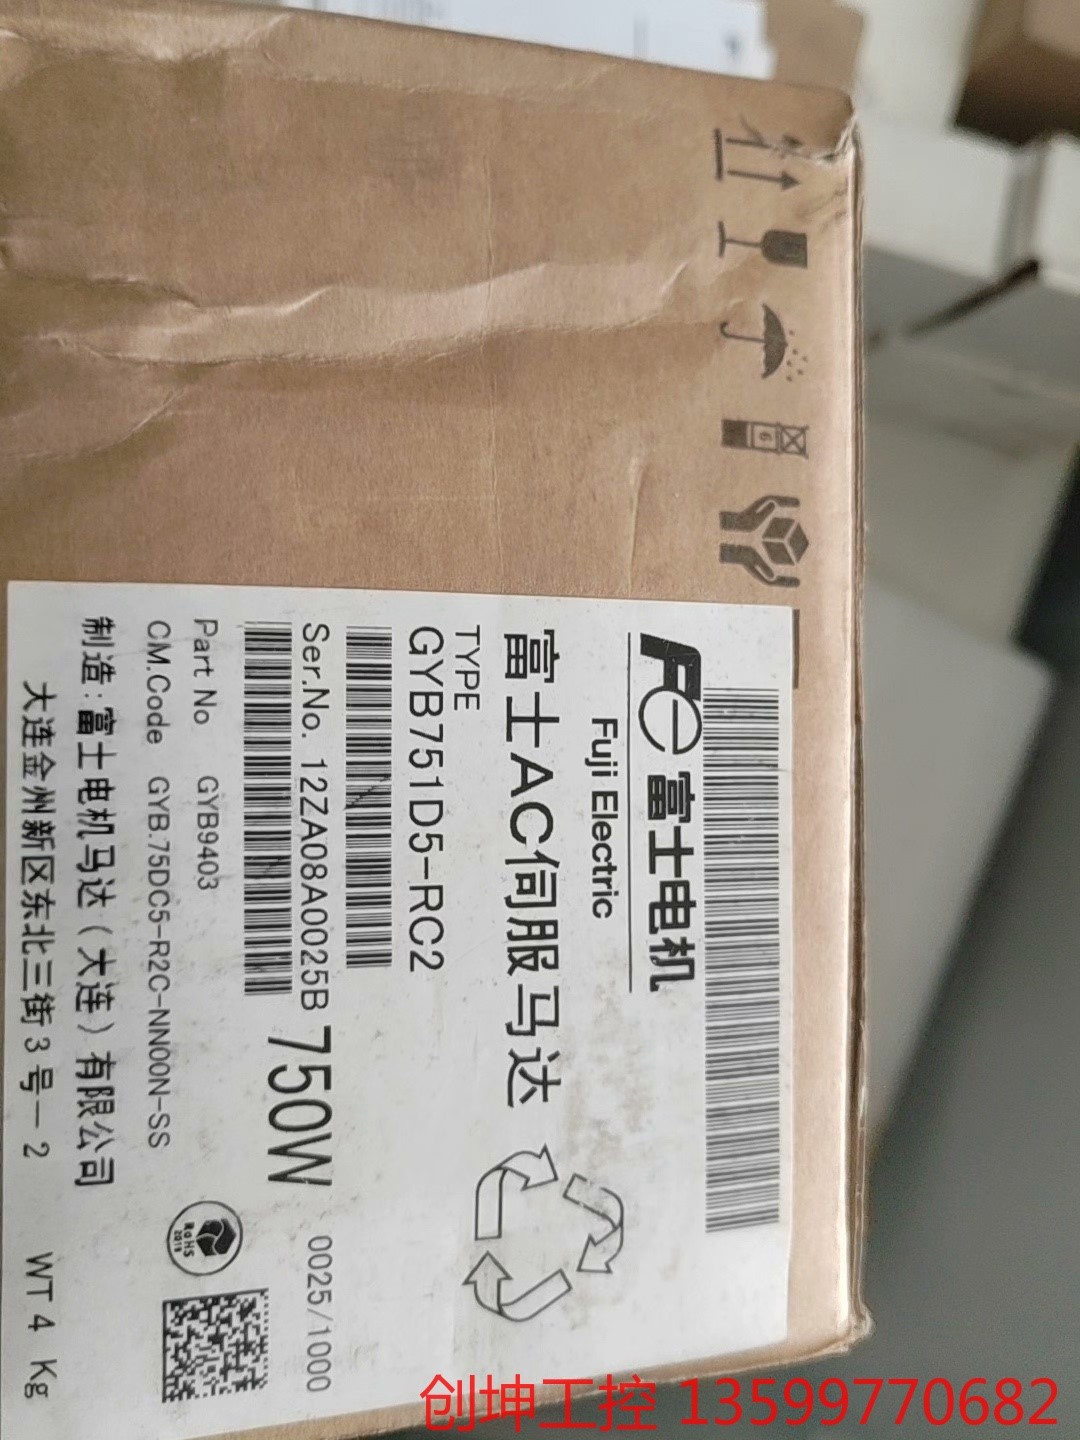 富士电机
Fuji Electric
富士AC伺服马达
TYPE
GYB751D5-RC2
Ser.No. 12ZA08A0025B
750W
0025/1000
Part No GYB9403
CM.Code GYB.75DC5-R2C-NN00N-SS
RoHS
2016
制造:富士电机马达(大连)有限公司
大连金州新区东北三街3号-2
WT 4 Kg
6
创坤工控 13599770682